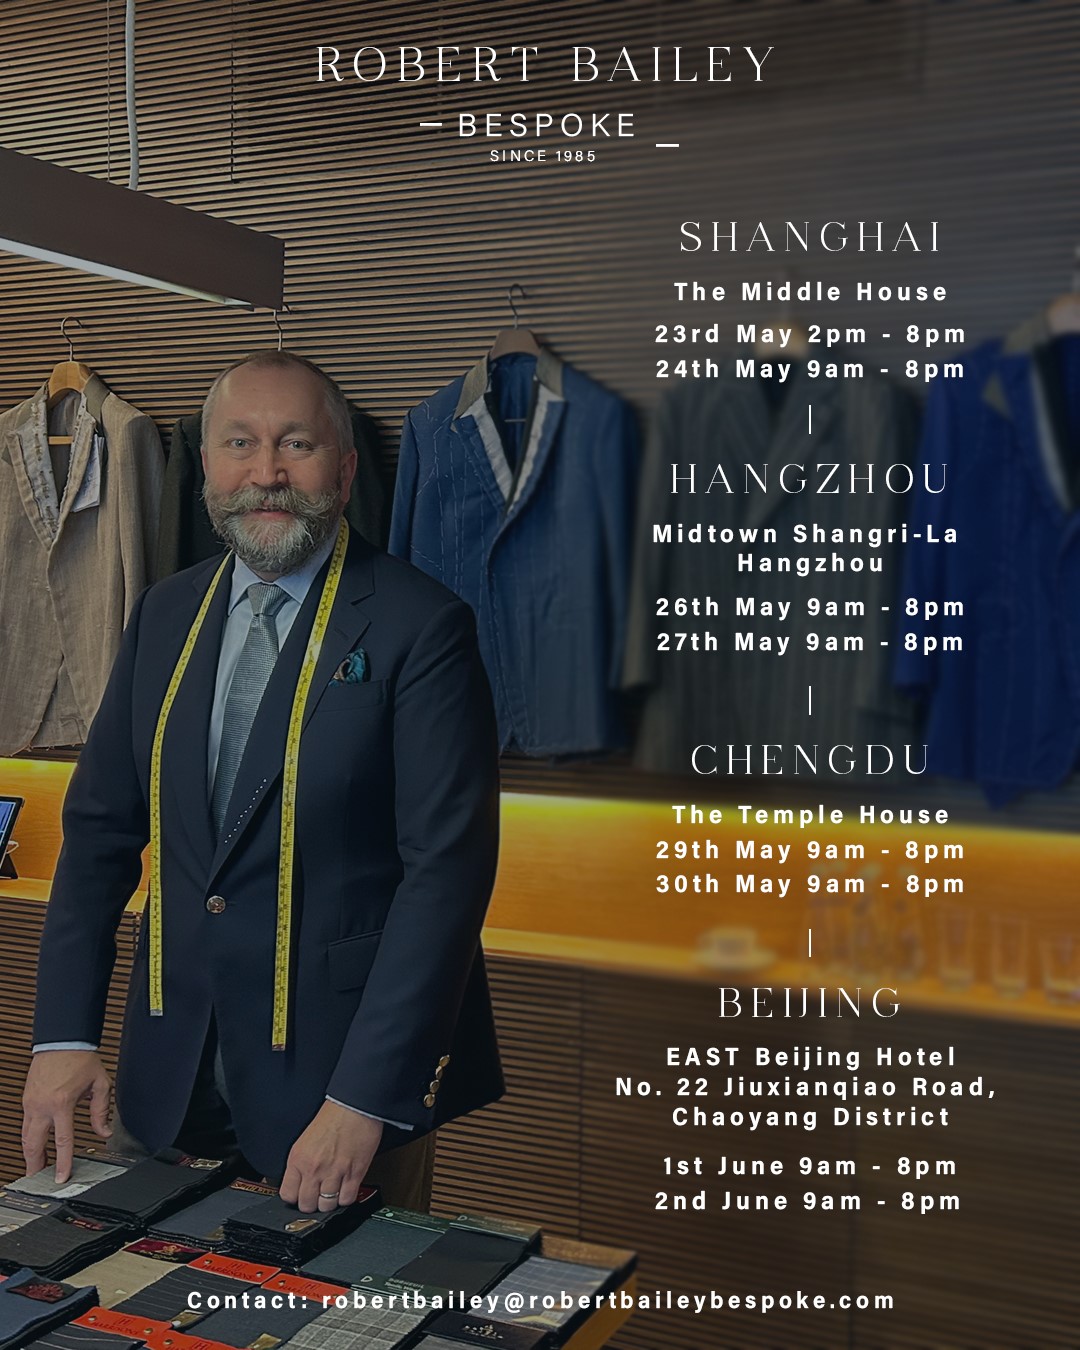 ROBERT BAILEY
BESPOKE
SINCE 1985
SHANGHAI
The Middle House
23rd May 2pm - 8pm
24th May 9am - 8pm
HANGZHOU
Midtown Shangri-La
Hangzhou
26th May 9am - 8pm
27th May 9am - 8pm
CHENGDU
The Temple House
29th May 9am - 8pm
30th May 9am - 8pm
BEIJING
EAST Beijing Hotel
No. 22 Jiuxianqiao Road,
Chaoyang District
1st June 9am - 8pm
2nd June 9am - 8pm
Contact: robertbailey@robertbaileybespoke.com